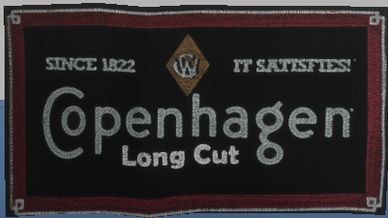 SINCE 1822 W IT SATISFIES!
Copenhagen
Long Cut